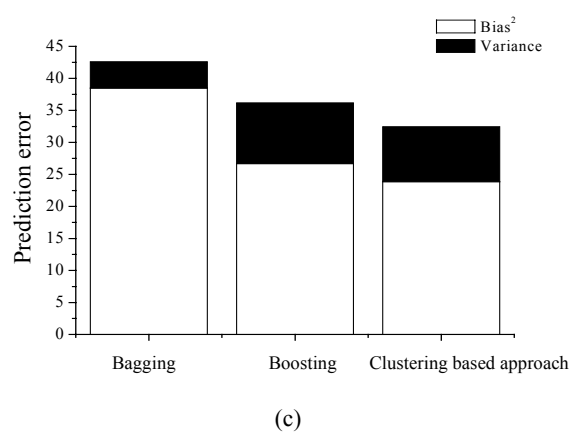 Bias²
Variance
Prediction error
45
40
35
30
25
20
15
10
5
0
Bagging
Boosting
Clustering based approach
(c)